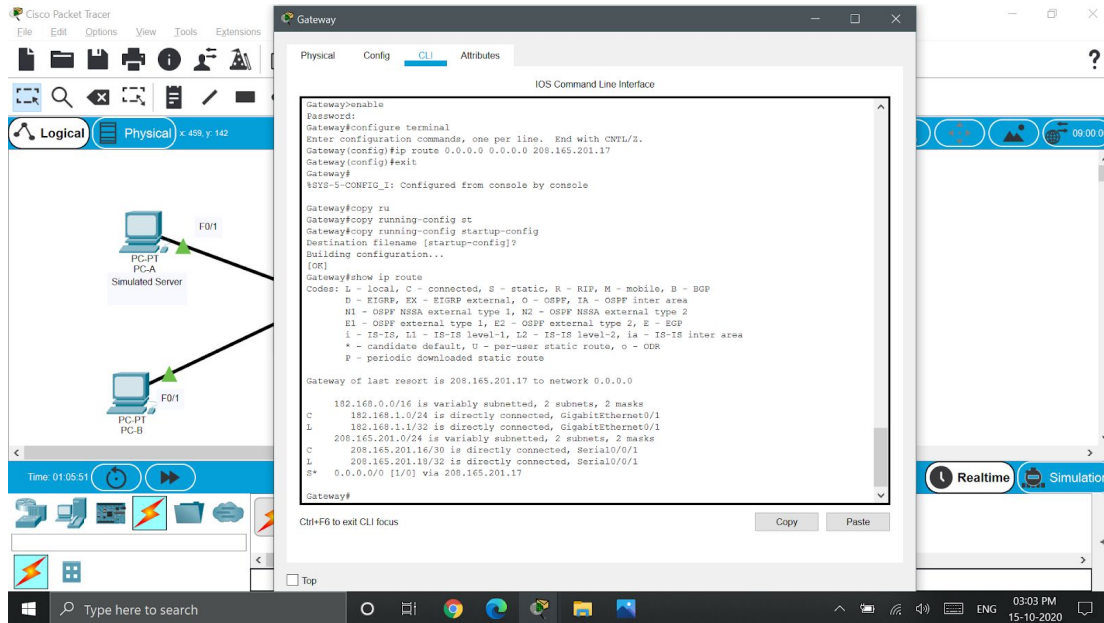 Cisco Packet Tracer
File Edit Options View Tools Extensions
Logical
Physical
x: 459, y: 142
09:00:0
F0/1
PC-PT
PC-A
Simulated Server
F0/1
PC-PT
PC-B
Time: 01:05:51
Realtime
Simulation
Gateway
Physical Config CLI Attributes
IOS Command Line Interface
Gateway>enable
Password:
Gateway#configure terminal
Enter configuration commands, one per line. End with CNTL/Z.
Gateway(config)#ip route 0.0.0.0 0.0.0.0 208.165.201.17
Gateway(config)#exit
Gateway#
%SYS-5-CONFIG_I: Configured from console by console
Gateway#copy ru
Gateway#copy running-config st
Gateway#copy running-config startup-config
Destination filename [startup-config]?
Building configuration...
[OK]
Gateway#show ip route
Codes: L - local, C - connected, S - static, R - RIP, M - mobile, B - BGP
D - EIGRP, EX - EIGRP external, O - OSPF, IA - OSPF inter area
N1 - OSPF NSSA external type 1, N2 - OSPF NSSA external type 2
E1 - OSPF external type 1, E2 - OSPF external type 2, E - EGP
i - IS-IS, L1 - IS-IS level-1, L2 - IS-IS level-2, ia - IS-IS inter area
* - candidate default, U - per-user static route, o - ODR
P - periodic downloaded static route
Gateway of last resort is 208.165.201.17 to network 0.0.0.0
182.168.0.0/16 is variably subnetted, 2 subnets, 2 masks
C 182.168.1.0/24 is directly connected, GigabitEthernet0/1
L 182.168.1.1/32 is directly connected, GigabitEthernet0/1
208.165.201.0/24 is variably subnetted, 2 subnets, 2 masks
C 208.165.201.16/30 is directly connected, Serial0/0/1
L 208.165.201.18/32 is directly connected, Serial0/0/1
S* 0.0.0.0/0 [1/0] via 208.165.201.17
Gateway#
Ctrl+F6 to exit CLI focus
Copy
Paste
Top
Type here to search
ENG
03:03 PM
15-10-2020